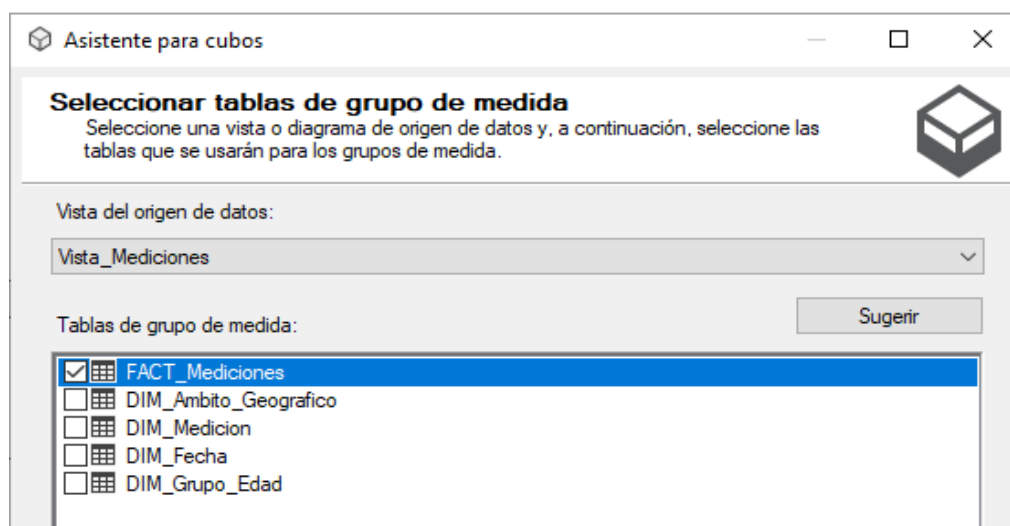 Asistente para cubos
Seleccionar tablas de grupo de medida
Seleccione una vista o diagrama de origen de datos y, a continuación, seleccione las
tablas que se usarán para los grupos de medida.
Vista del origen de datos:
Vista_Mediciones
Tablas de grupo de medida:
Sugerir
FACT_Mediciones
DIM_Ambito_Geografico
DIM_Medicion
DIM_Fecha
DIM_Grupo_Edad